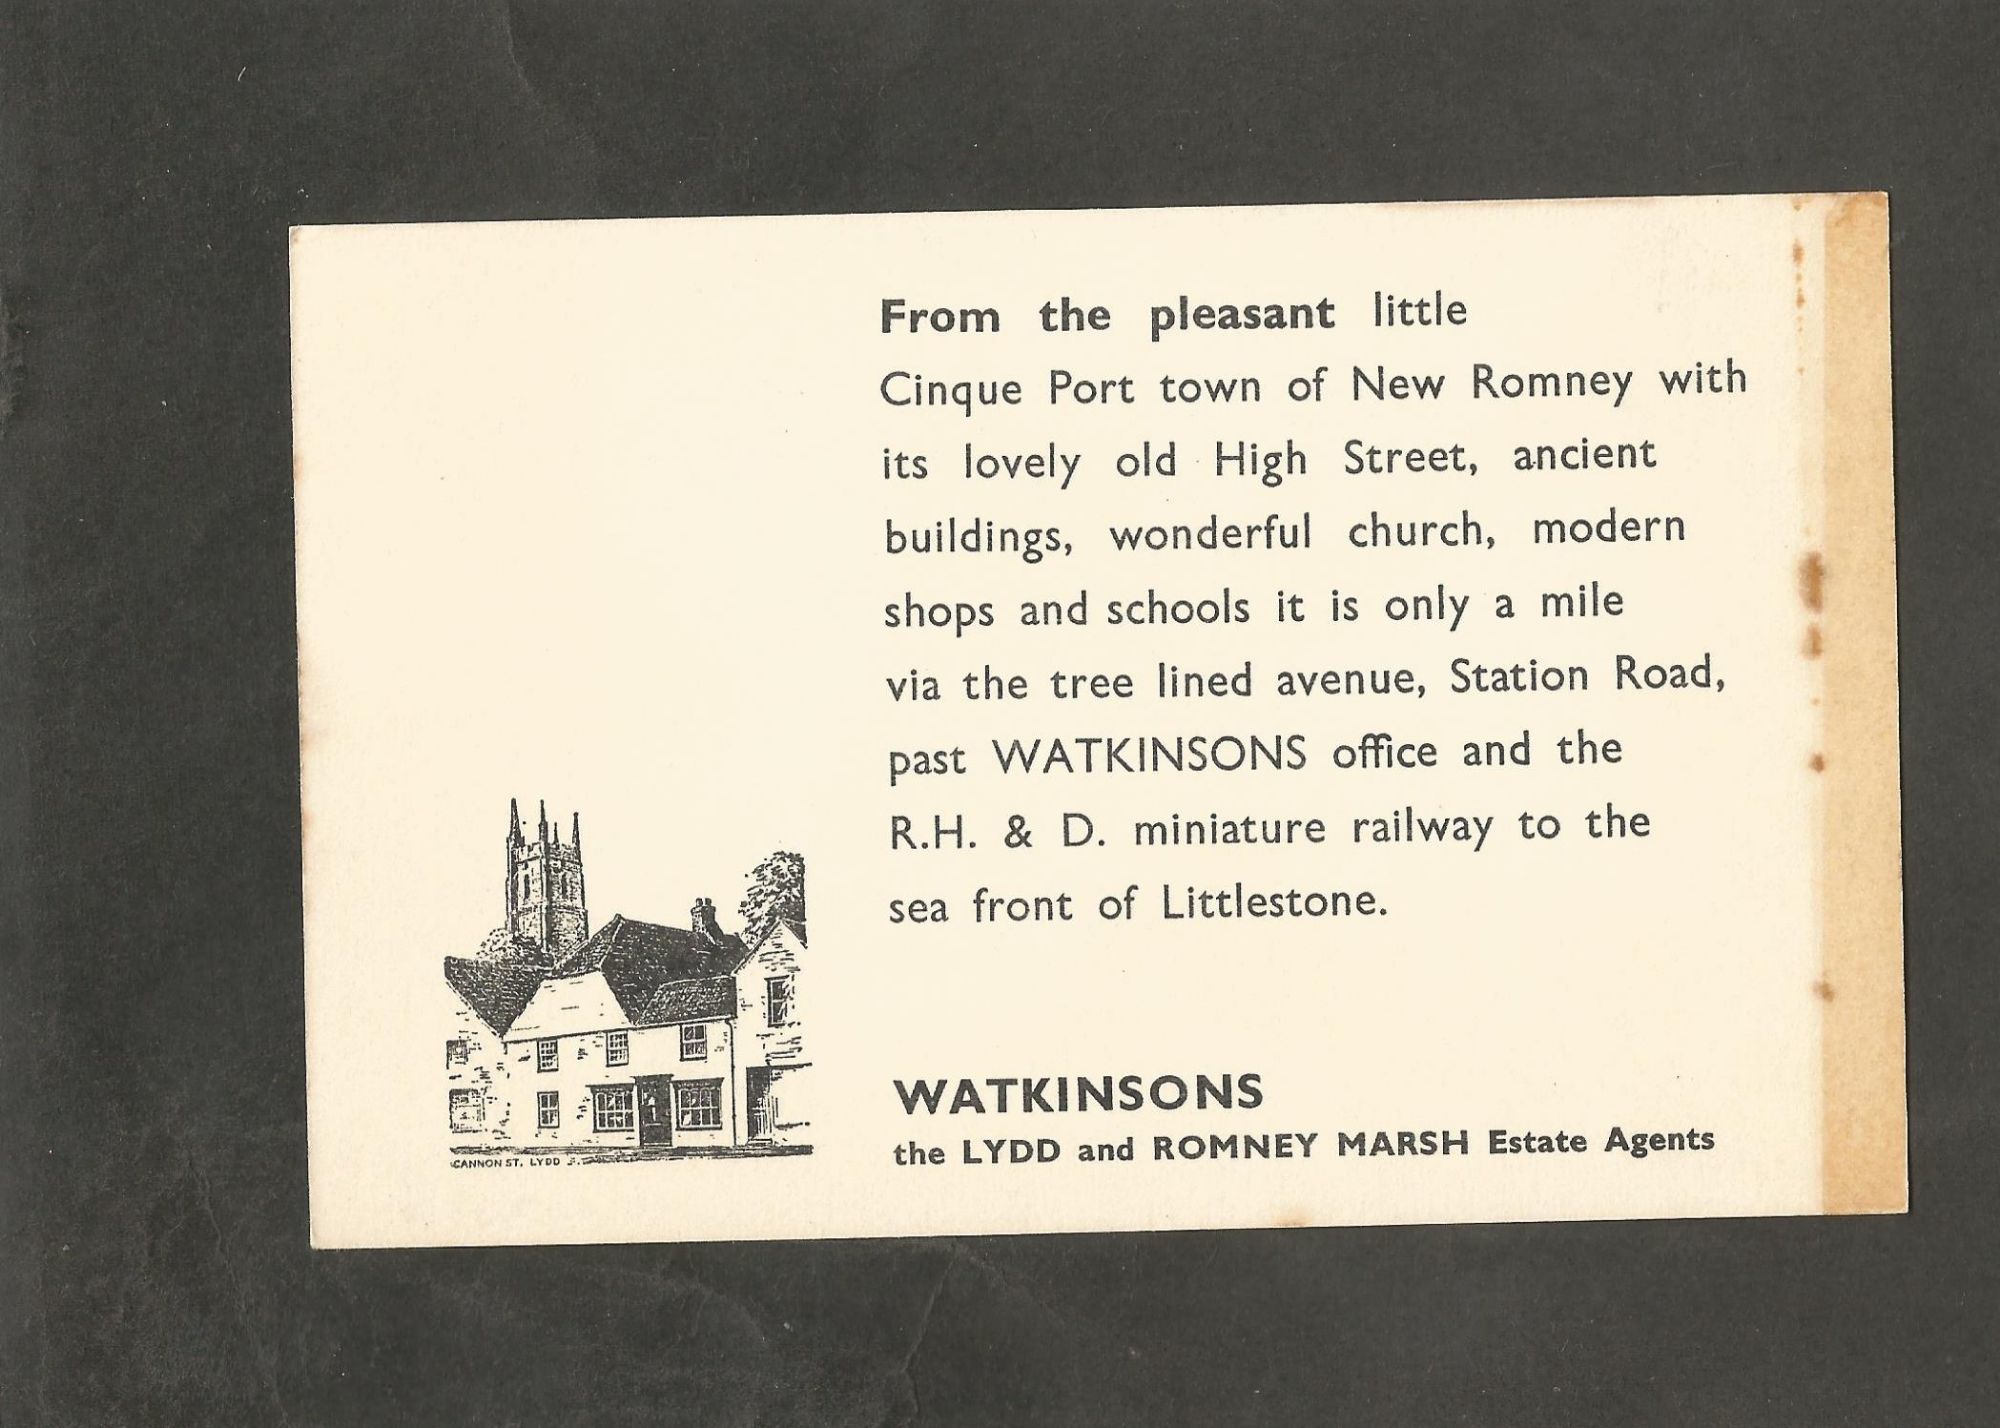 From the pleasant little
Cinque Port town of New Romney with
its lovely old High Street, ancient
buildings, wonderful church, modern
shops and schools it is only a mile
via the tree lined avenue, Station Road,
past WATKINSONS office and the
R.H. & D. miniature railway to the
sea front of Littlestone.
CANNON ST. LYDD
WATKINSONS
the LYDD and ROMNEY MARSH Estate Agents